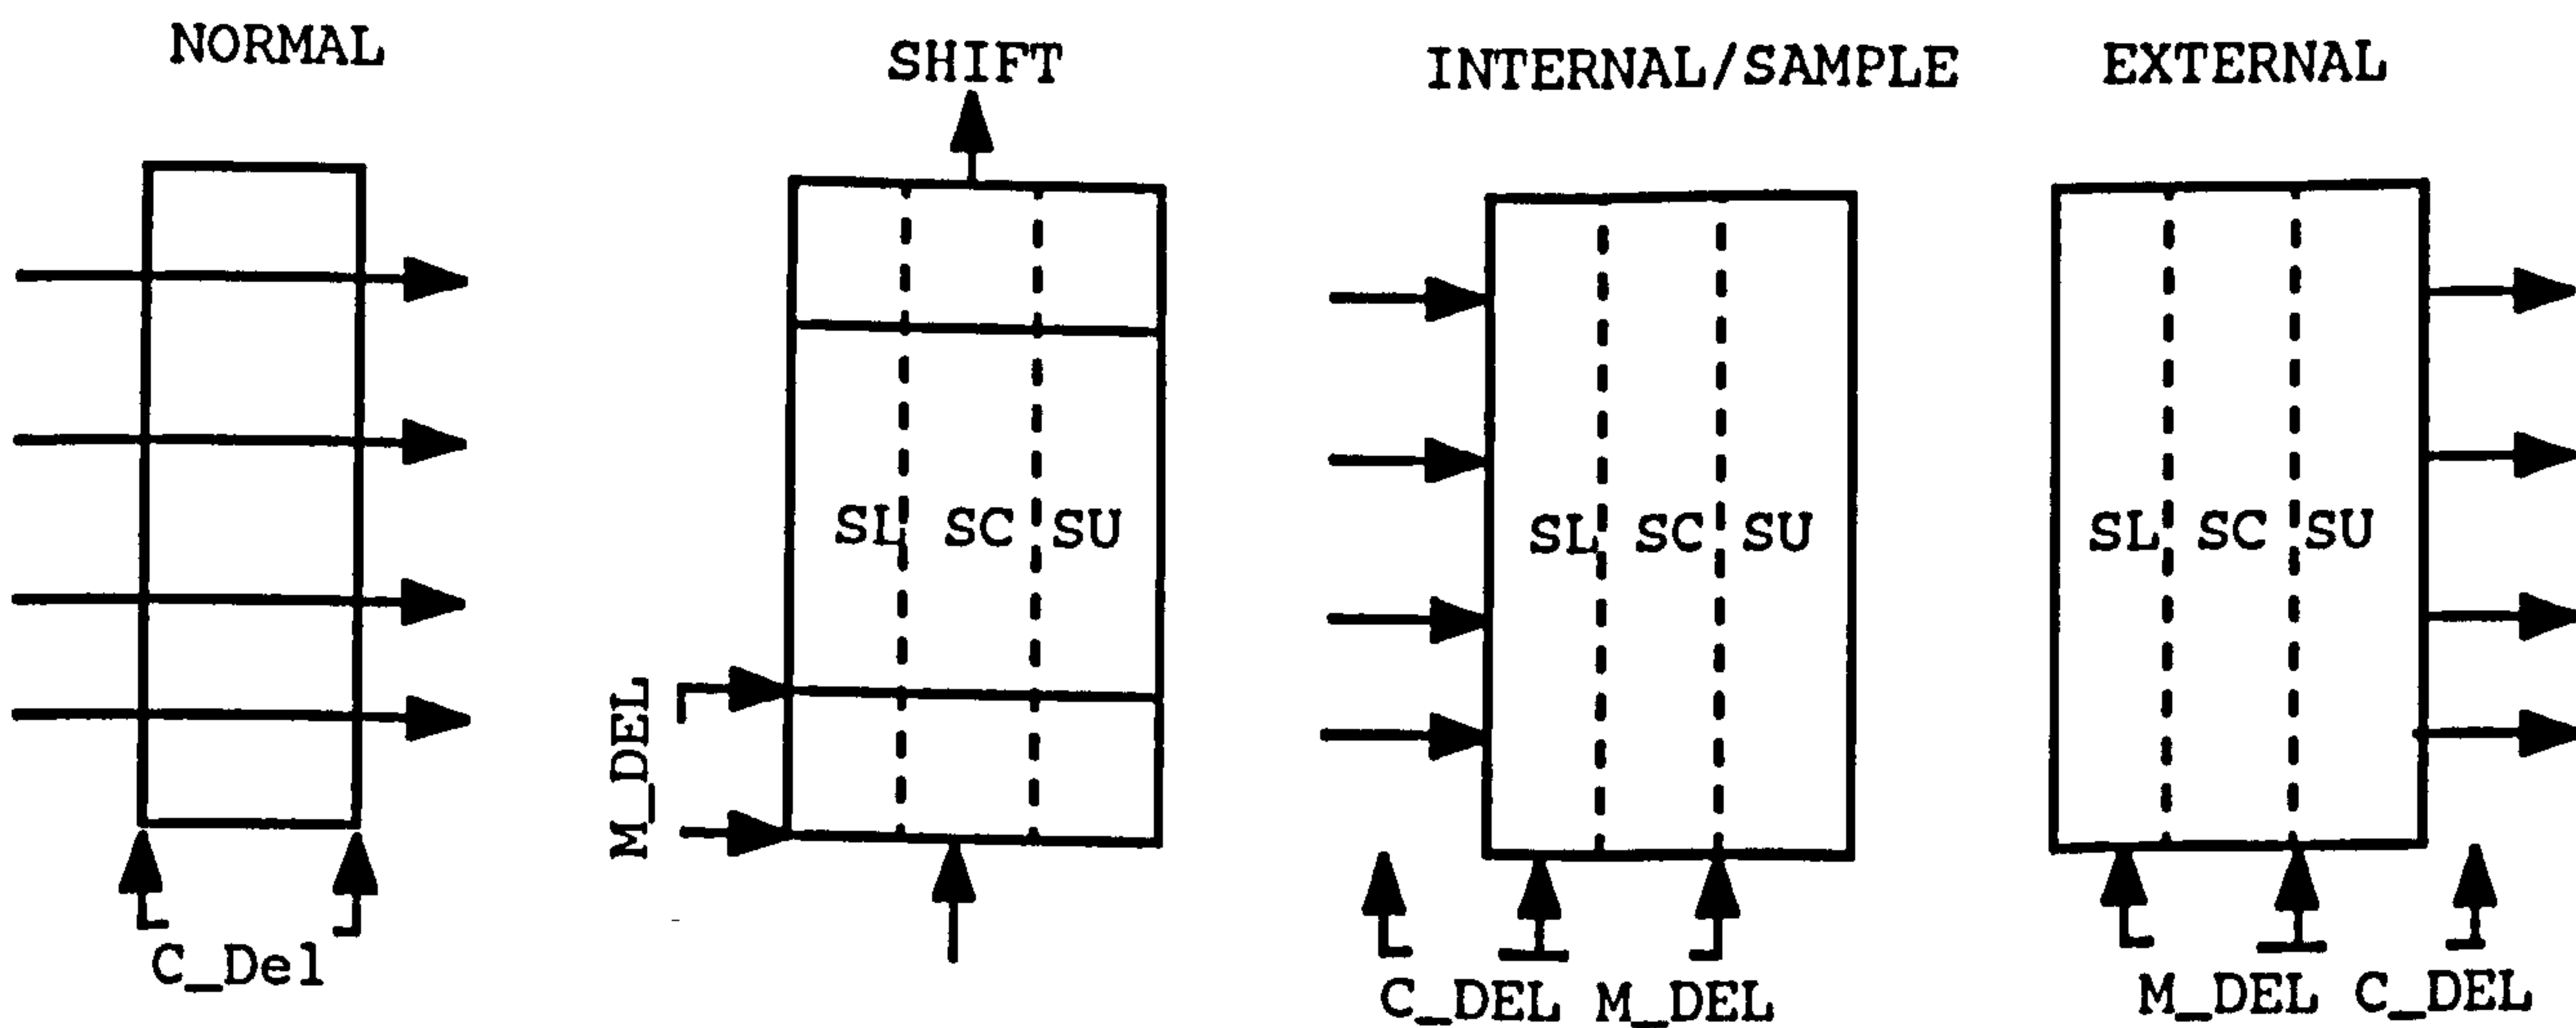 NORMAL
SHIFT
INTERNAL/SAMPLE
EXTERNAL
SL SC SU
SL SC SU
SL SC SU
M_DEL
C_Del
C_DEL M_DEL
M_DEL C_DEL